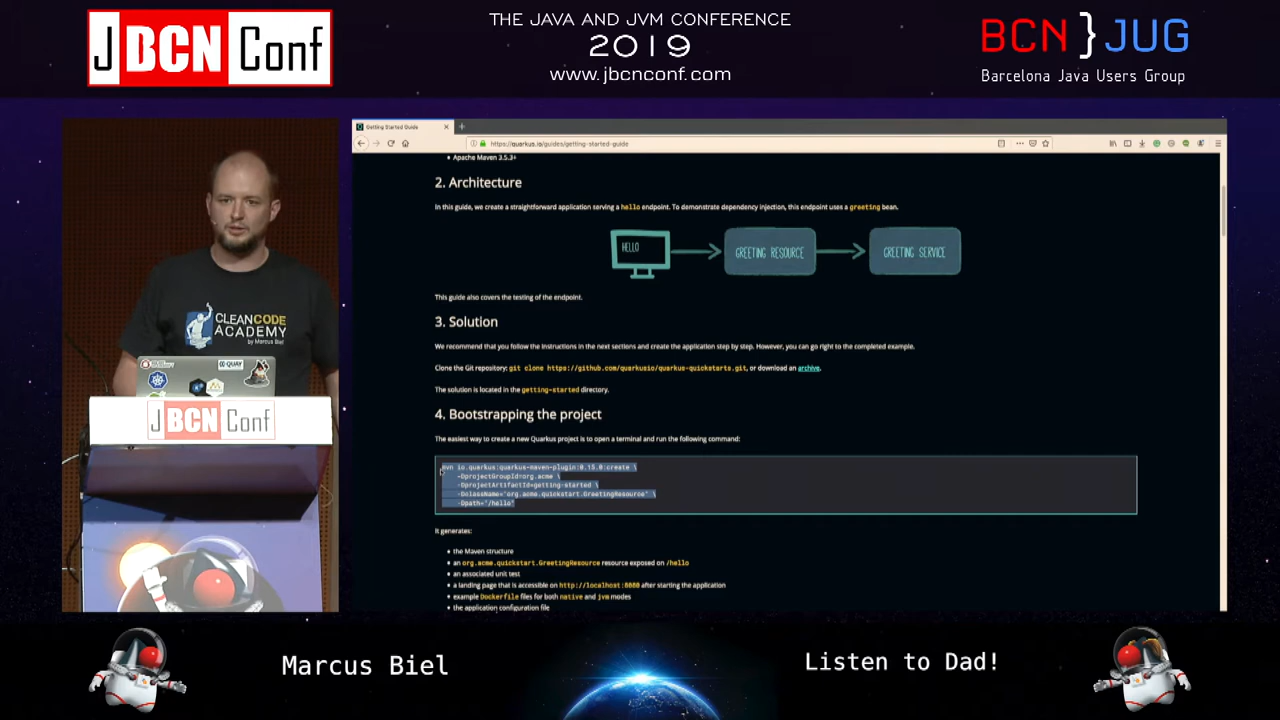 JBCNConf
THE JAVA AND JVM CONFERENCE
2019
www.jbcnconf.com
BCN}JUG
Barcelona Java Users Group
Getting Started Guide
https://quarkus.io/guides/getting-started-guide
Apache Maven 3.5.3+
2. Architecture
In this guide, we create a straightforward application serving a hello endpoint. To demonstrate dependency injection, this endpoint uses a greeting bean.
HELLO
GREETING RESOURCE
GREETING SERVICE
This guide also covers the testing of the endpoint.
3. Solution
We recommend that you follow the instructions in the next sections and create the application step by step. However, you can go right to the completed example.
Clone the Git repository: git clone https://github.com/quarkusio/quarkus-quickstarts.git, or download an archive.
The solution is located in the getting-started directory.
4. Bootstrapping the project
The easiest way to create a new Quarkus project is to open a terminal and run the following command:
mvn io.quarkus:quarkus-maven-plugin:0.15.0:create \
-DprojectGroupId=org.acme \
-DprojectArtifactId=getting-started \
-DclassName="org.acme.quickstart.GreetingResource" \
-Dpath="/hello"
It generates:
the Maven structure
an org.acme.quickstart.GreetingResource resource exposed on /hello
an associated unit test
a landing page that is accessible on http://localhost:8080 after starting the application
example Dockerfile files for both native and jvm modes
the application configuration file
CLEANCODE
ACADEMY
by Marcus Biel
QUAY
JBCNConf
Marcus Biel
Listen to Dad!